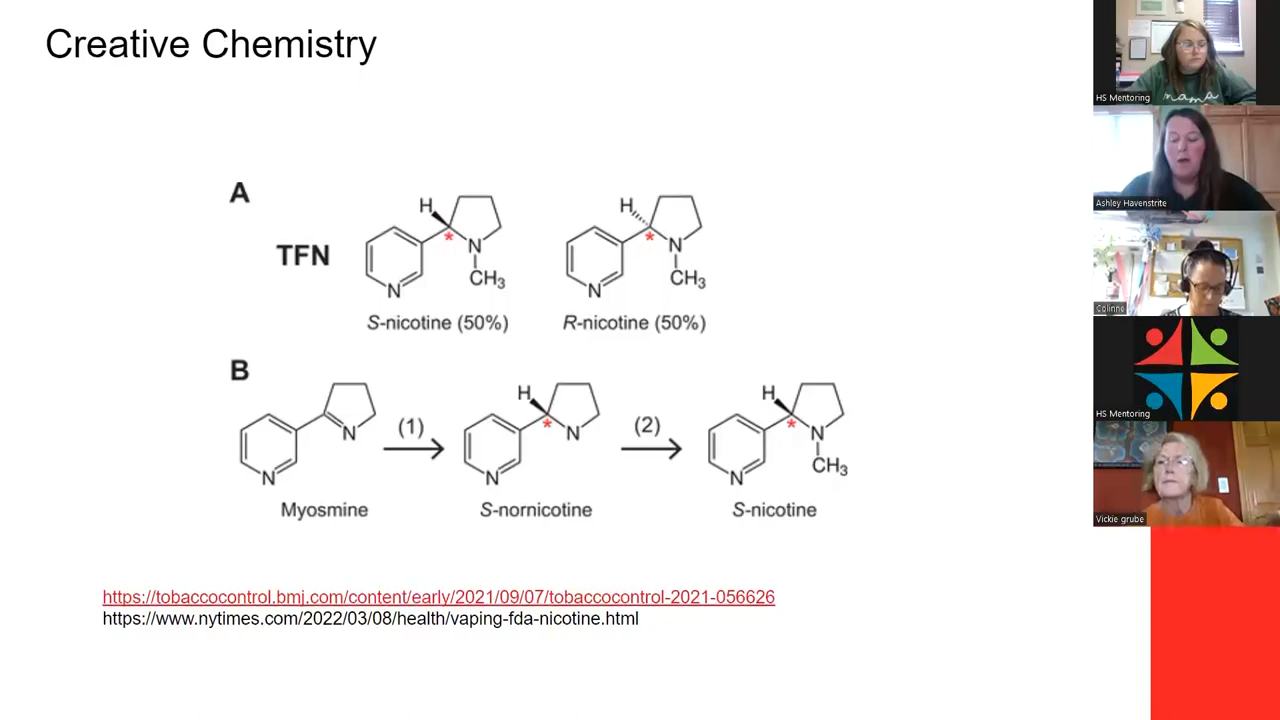 Creative Chemistry
A
TFN
H
*
N
N
CH3
S-nicotine (50%)
H
*
N
N
CH3
R-nicotine (50%)
B
N
N
Myosmine
(1)
H
*
N
N
S-nornicotine
(2)
H
*
N
N
CH3
S-nicotine
https://tobaccocontrol.bmj.com/content/early/2021/09/07/tobaccocontrol-2021-056626
https://www.nytimes.com/2022/03/08/health/vaping-fda-nicotine.html
mama
HS Mentoring
Ashley Havenstrite
Colinne
HS Mentoring
Vickie grube